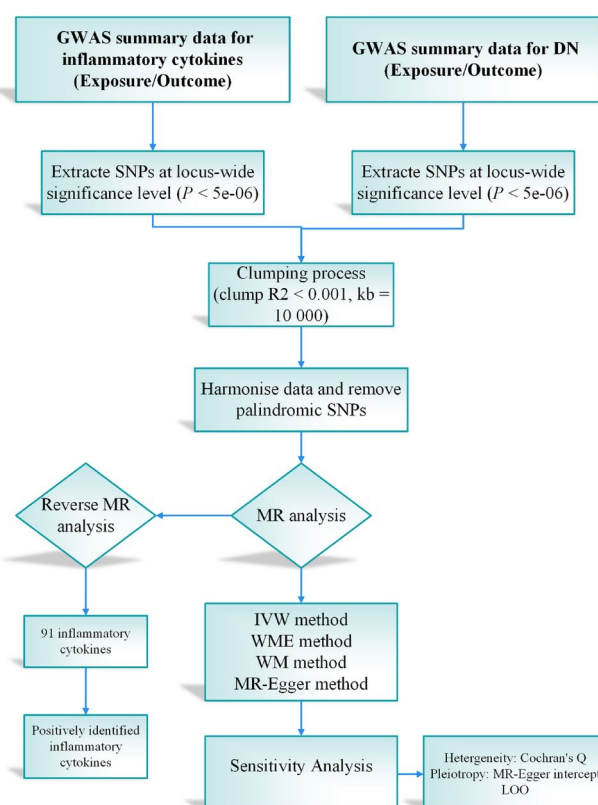 GWAS summary data for
inflammatory cytokines
(Exposure/Outcome)
GWAS summary data for DN
(Exposure/Outcome)
Extracte SNPs at locus-wide
significance level (P < 5e-06)
Extracte SNPs at locus-wide
significance level (P < 5e-06)
Clumping process
(clump R2 < 0.001, kb =
10 000)
Harmonise data and remove
palindromic SNPs
Reverse MR
analysis
MR analysis
91 inflammatory
cytokines
IVW method
WME method
WM method
MR-Egger method
Positively identified
inflammatory
cytokines
Sensitivity Analysis
Hetergeneity: Cochran's Q
Pleiotropy: MR-Egger intercept
LOO